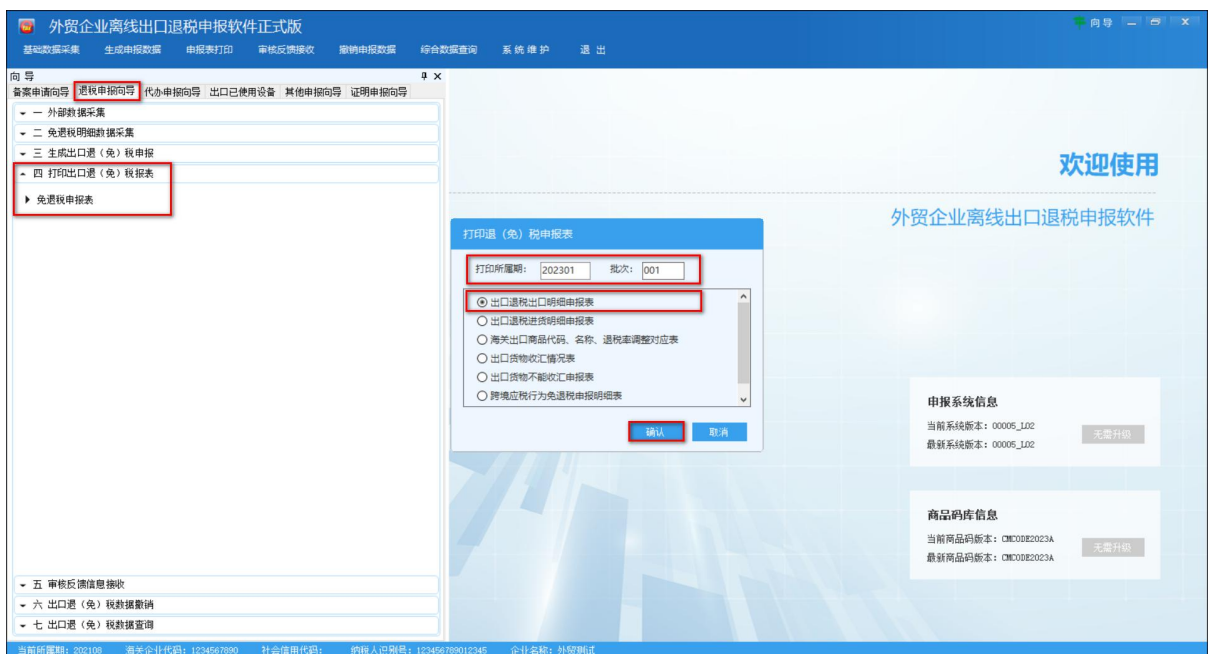 外贸企业离线出口退税申报软件正式版
向导
基础数据采集 生成申报数据 申报表打印 审核反馈接收 撤销申报数据 综合数据查询 系统维护 退出
向导
备案申请向导 退税申报向导 代办申报向导 出口已使用设备 其他申报向导 证明申报向导
一 外部数据采集
二 免退税明细数据采集
三 生成出口退（免）税申报
四 打印出口退（免）税报表
免退税申报表
欢迎使用
外贸企业离线出口退税申报软件
打印退（免）税申报表
打印所属期： 202301 批次： 001
出口退税出口明细申报表
出口退税进货明细申报表
海关出口商品代码、名称、退税率调整对应表
出口货物收汇情况表
出口货物不能收汇申报表
跨境应税行为免退税申报明细表
确认 取消
申报系统信息
当前系统版本：00005_L02
最新系统版本：00005_L02
无需升级
商品码库信息
当前商品码版本：CMCODE2023A
最新商品码版本：CMCODE2023A
无需升级
五 审核反馈信息接收
六 出口退（免）税数据撤销
七 出口退（免）税数据查询
当前所属期：202108 海关企业代码：1234567890 社会信用代码： 纳税人识别号：123456789012345 企业名称：外贸测试